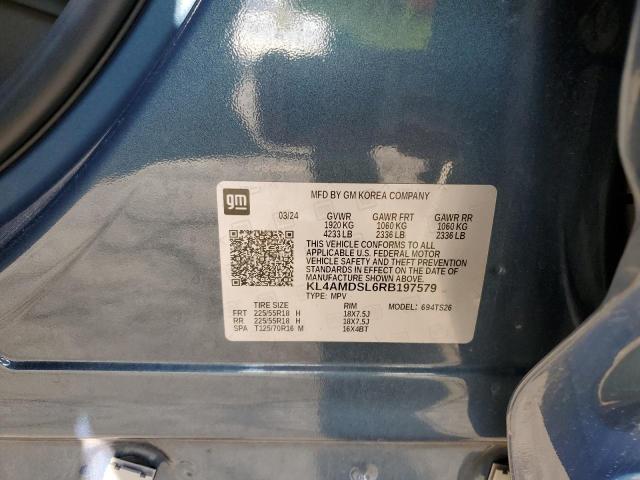 gm
MFD BY GM KOREA COMPANY
03/24 GVWR GAWR FRT GAWR RR
1920 KG 1060 KG 1060 KG
4233 LB 2336 LB 2336 LB
THIS VEHICLE CONFORMS TO ALL
APPLICABLE U.S. FEDERAL MOTOR
VEHICLE SAFETY AND THEFT PREVENTION
STANDARDS IN EFFECT ON THE DATE OF
MANUFACTURE SHOWN ABOVE.
KL4AMDSL6RB197579
TYPE: MPV MODEL: 694TS26
TIRE SIZE RIM
FRT 225/55R18 H 18X7.5J
RR 225/55R18 H 18X7.5J
SPA T125/70R16 M 16X4BT